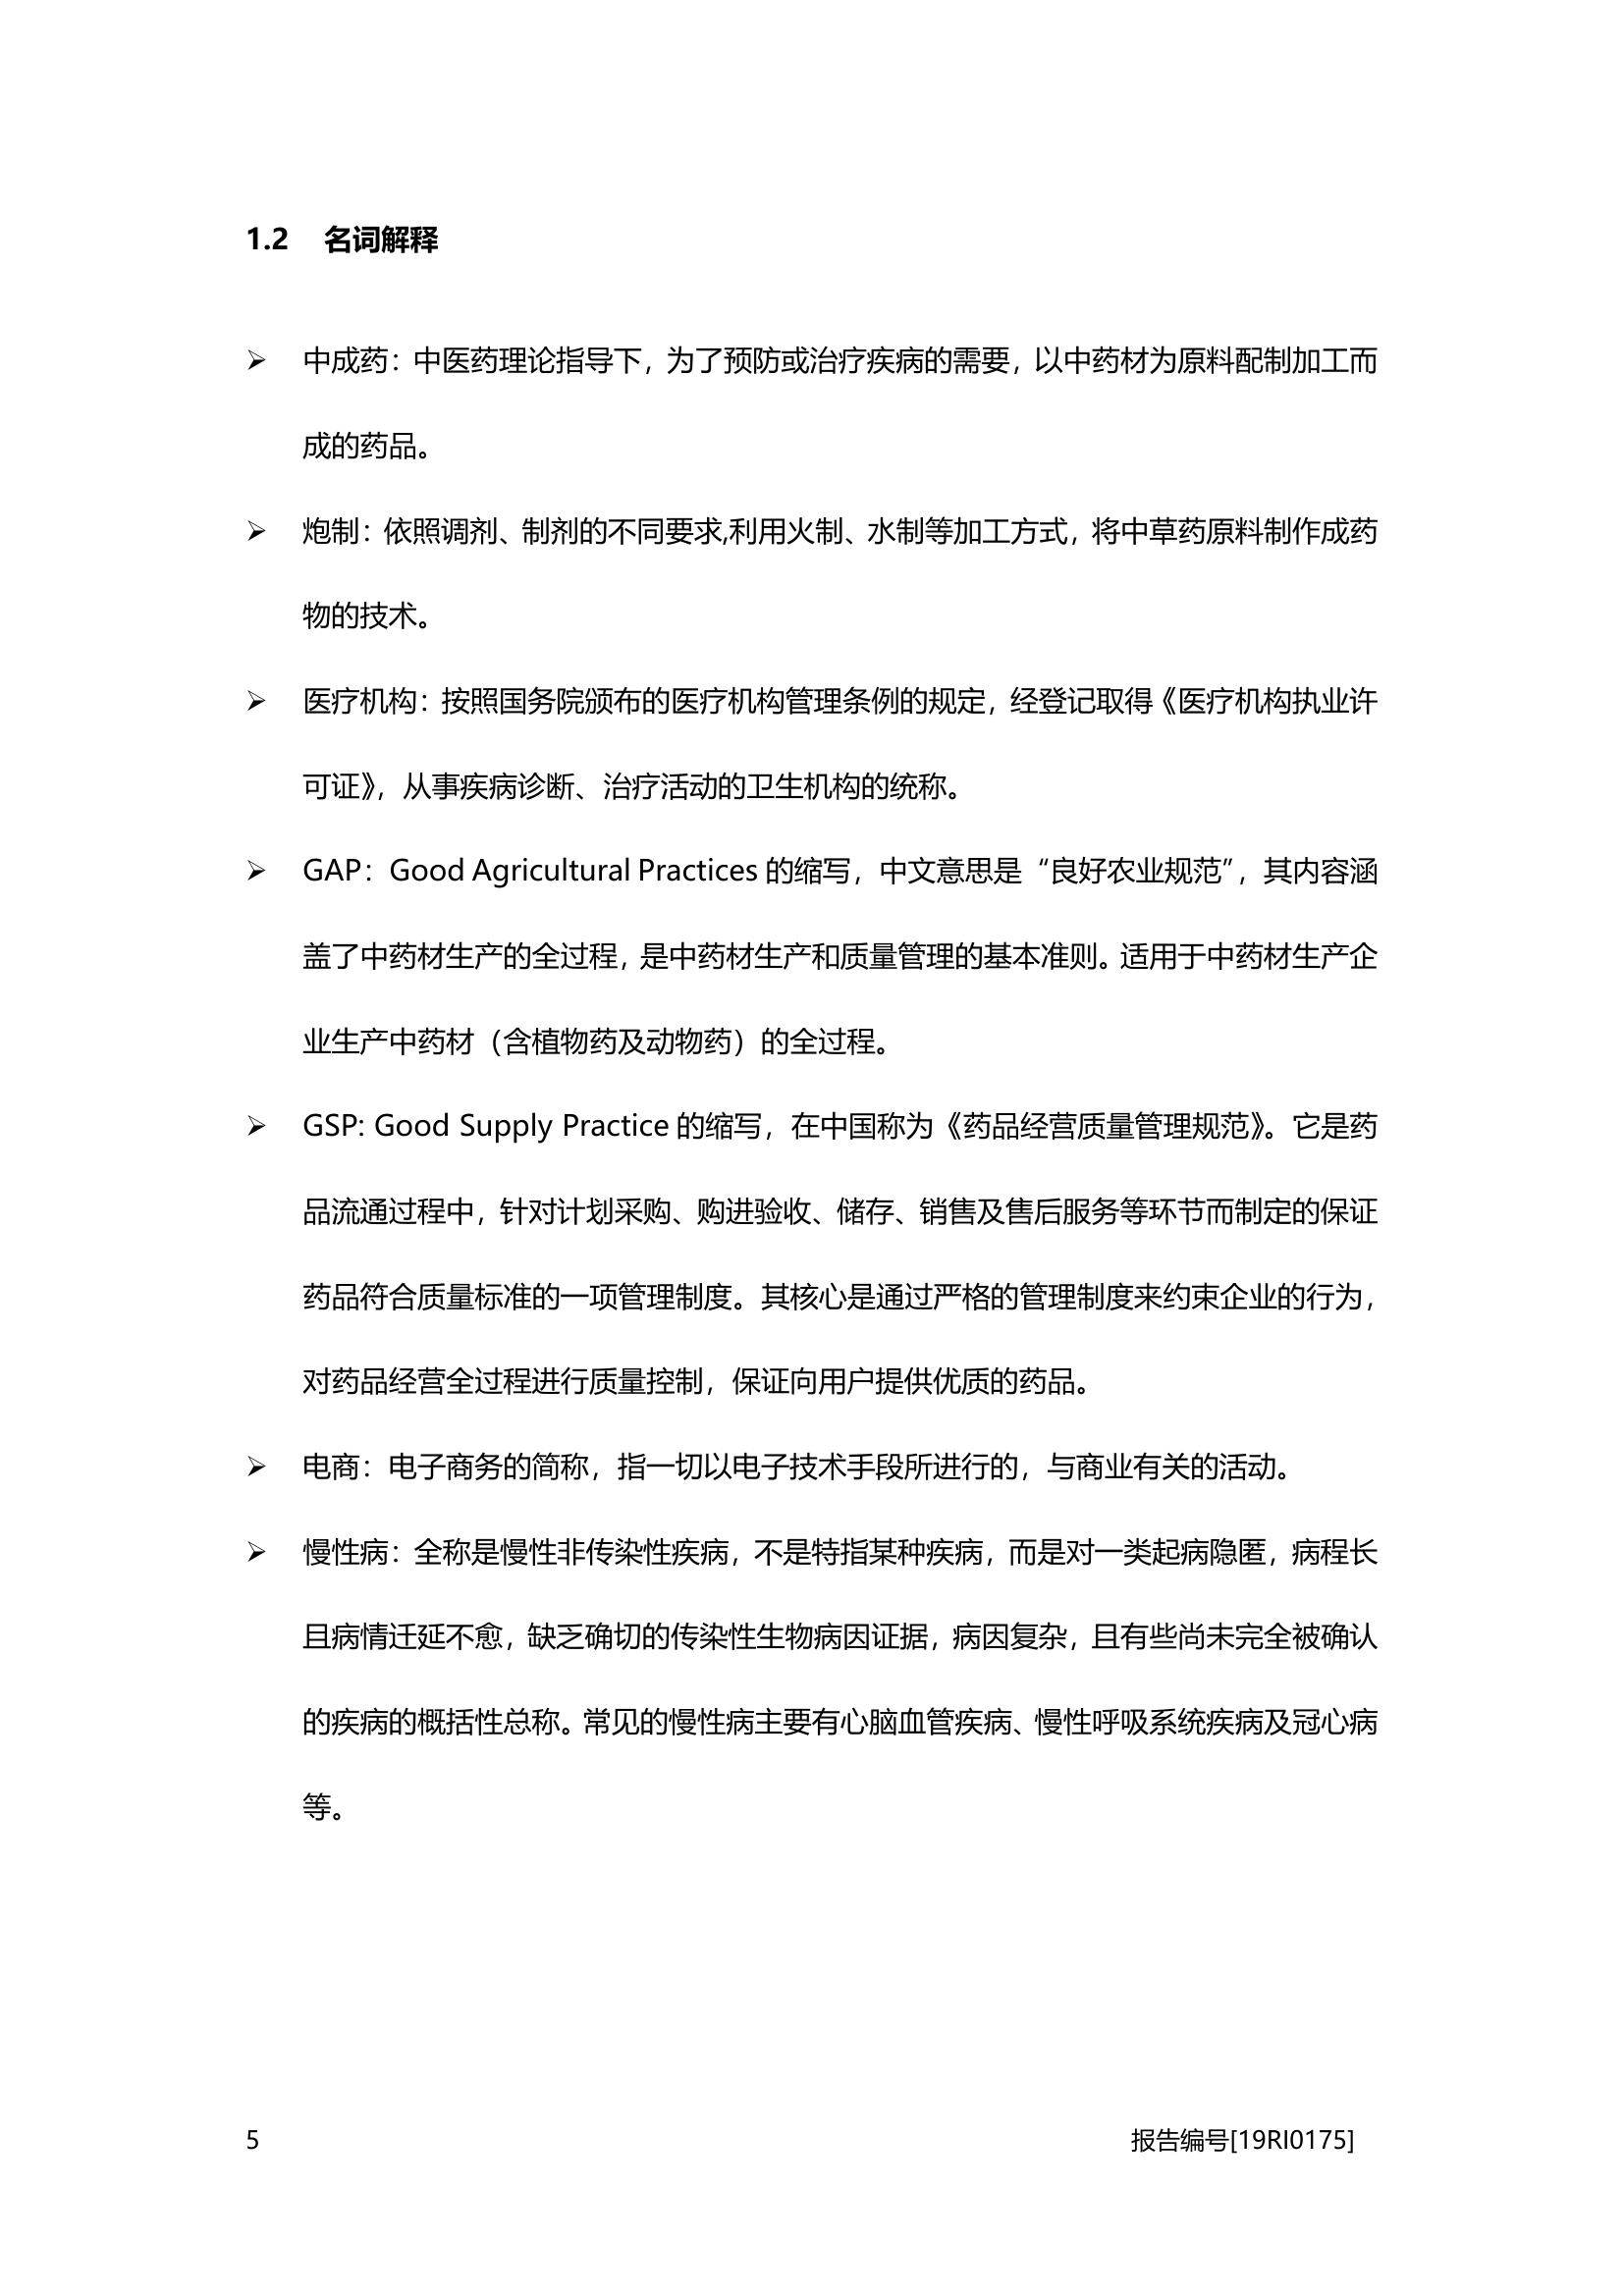 1.2 名词解释
➢ 中成药：中医药理论指导下，为了预防或治疗疾病的需要，以中药材为原料配制加工而
成的药品。
➢ 炮制：依照调剂、制剂的不同要求,利用火制、水制等加工方式，将中草药原料制作成药
物的技术。
➢ 医疗机构：按照国务院颁布的医疗机构管理条例的规定，经登记取得《医疗机构执业许
可证》，从事疾病诊断、治疗活动的卫生机构的统称。
➢ GAP：Good Agricultural Practices 的缩写，中文意思是“良好农业规范”，其内容涵
盖了中药材生产的全过程，是中药材生产和质量管理的基本准则。适用于中药材生产企
业生产中药材（含植物药及动物药）的全过程。
➢ GSP: Good Supply Practice 的缩写，在中国称为《药品经营质量管理规范》。它是药
品流通过程中，针对计划采购、购进验收、储存、销售及售后服务等环节而制定的保证
药品符合质量标准的一项管理制度。其核心是通过严格的管理制度来约束企业的行为，
对药品经营全过程进行质量控制，保证向用户提供优质的药品。
➢ 电商：电子商务的简称，指一切以电子技术手段所进行的，与商业有关的活动。
➢ 慢性病：全称是慢性非传染性疾病，不是特指某种疾病，而是对一类起病隐匿，病程长
且病情迁延不愈，缺乏确切的传染性生物病因证据，病因复杂，且有些尚未完全被确认
的疾病的概括性总称。常见的慢性病主要有心脑血管疾病、慢性呼吸系统疾病及冠心病
等。
5 报告编号[19RI0175]